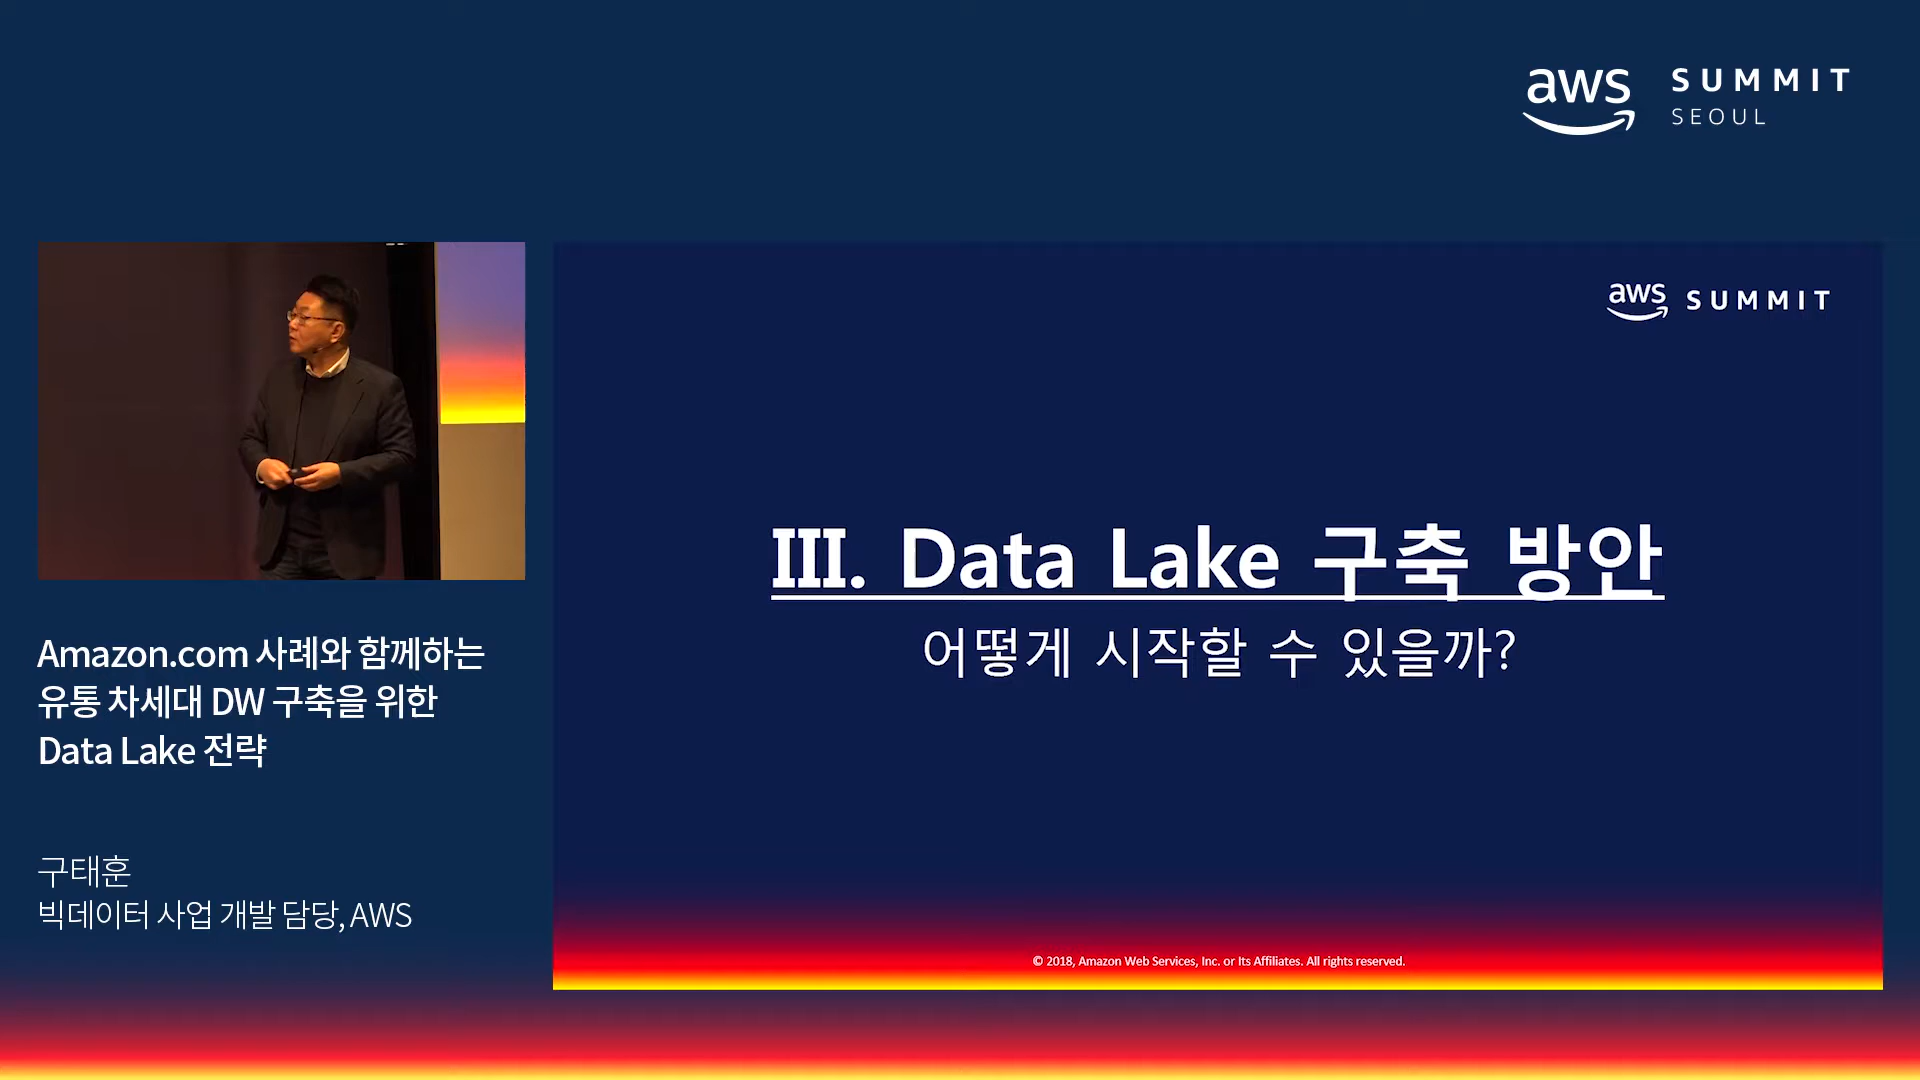 aws SUMMIT
SEOUL
aws SUMMIT
III. Data Lake 구축 방안
어떻게 시작할 수 있을까?
© 2018, Amazon Web Services, Inc. or Its Affiliates. All rights reserved.
Amazon.com 사례와 함께하는
유통 차세대 DW 구축을 위한
Data Lake 전략
구태훈
빅데이터 사업 개발 담당, AWS